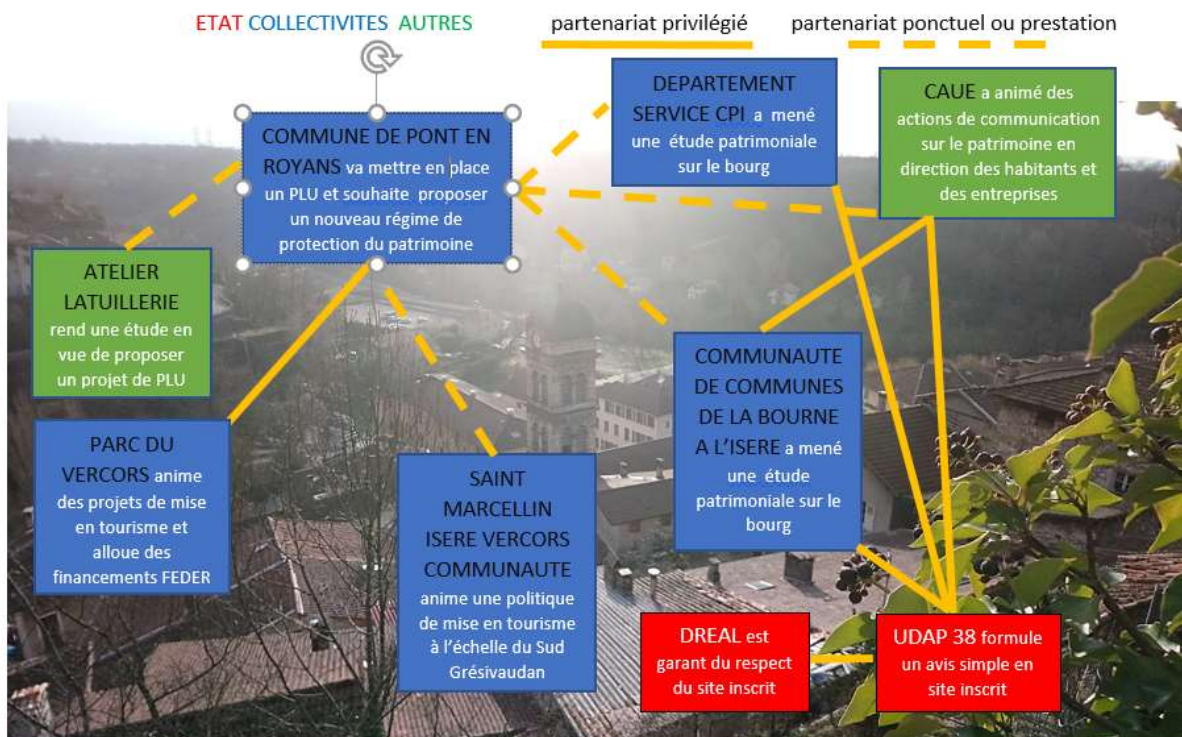 ETAT COLLECTIVITES AUTRES
partenariat privilégié
partenariat ponctuel ou prestation
COMMUNE DE PONT EN
ROYANS va mettre en place
un PLU et souhaite proposer
un nouveau régime de
protection du patrimoine
DEPARTEMENT
SERVICE CPI a mené
une étude patrimoniale
sur le bourg
CAUE a animé des
actions de communication
sur le patrimoine en
direction des habitants et
des entreprises
ATELIER
LATUILLERIE
rend une étude en
vue de proposer
un projet de PLU
PARC DU
VERCORS anime
des projets de mise
en tourisme et
alloue des
financements FEDER
SAINT
MARCELLIN
ISERE VERCORS
COMMUNAUTE
anime une politique
de mise en tourisme
à l'échelle du Sud
Grésivaudan
COMMUNAUTE
DE COMMUNES
DE LA BOURNE
A L'ISERE a mené
une étude
patrimoniale sur le
bourg
DREAL est
garant du respect
du site inscrit
UDAP 38 formule
un avis simple en
site inscrit